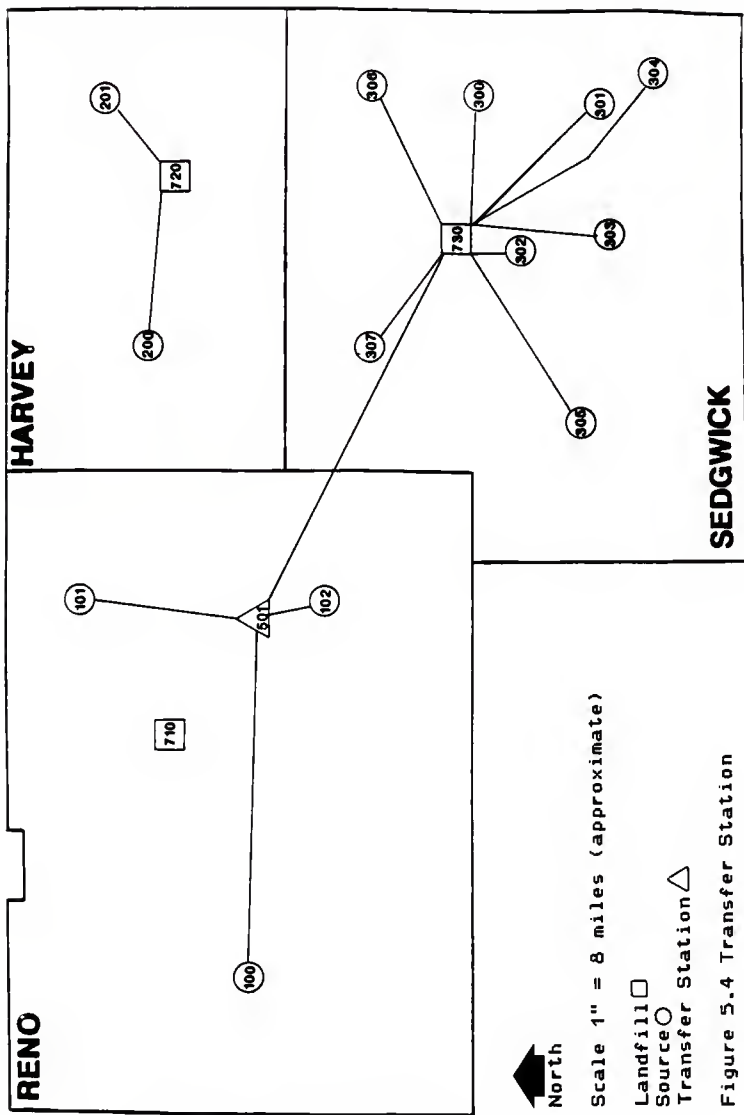 RENO
HARVEY
SEDGWICK
101
710
501
102
100
201
720
200
306
300
301
304
730
302
303
307
305
North
Scale 1" = 8 miles (approximate)
Landfill
Source
Transfer Station
Figure 5.4 Transfer Station